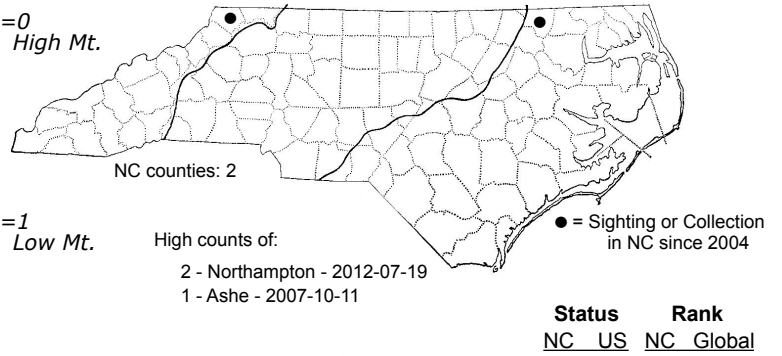 =0
High Mt.
NC counties: 2
=1
Low Mt.
High counts of:
2 - Northampton - 2012-07-19
1 - Ashe - 2007-10-11
● = Sighting or Collection
in NC since 2004
Status Rank
NC US NC Global